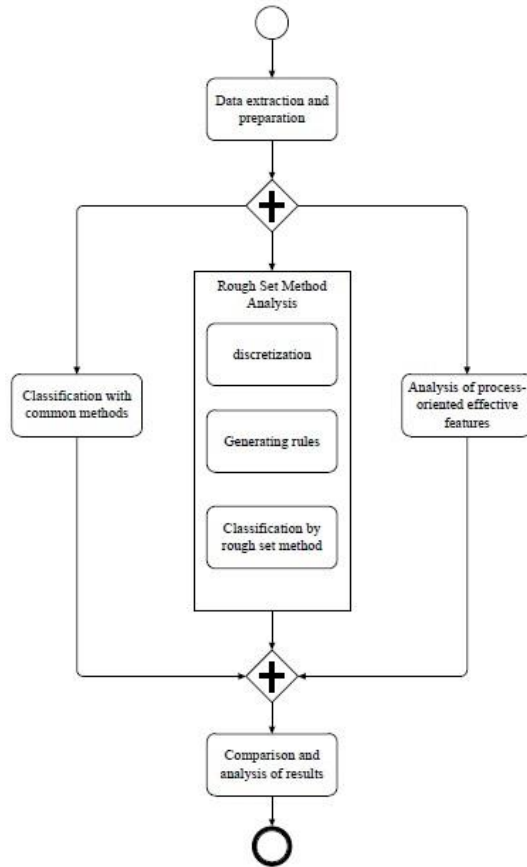 Data extraction and
preparation
Rough Set Method
Analysis
discretization
Classification with
common methods
Analysis of process-
oriented effective
features
Generating rules
Classification by
rough set method
Comparison and
analysis of results